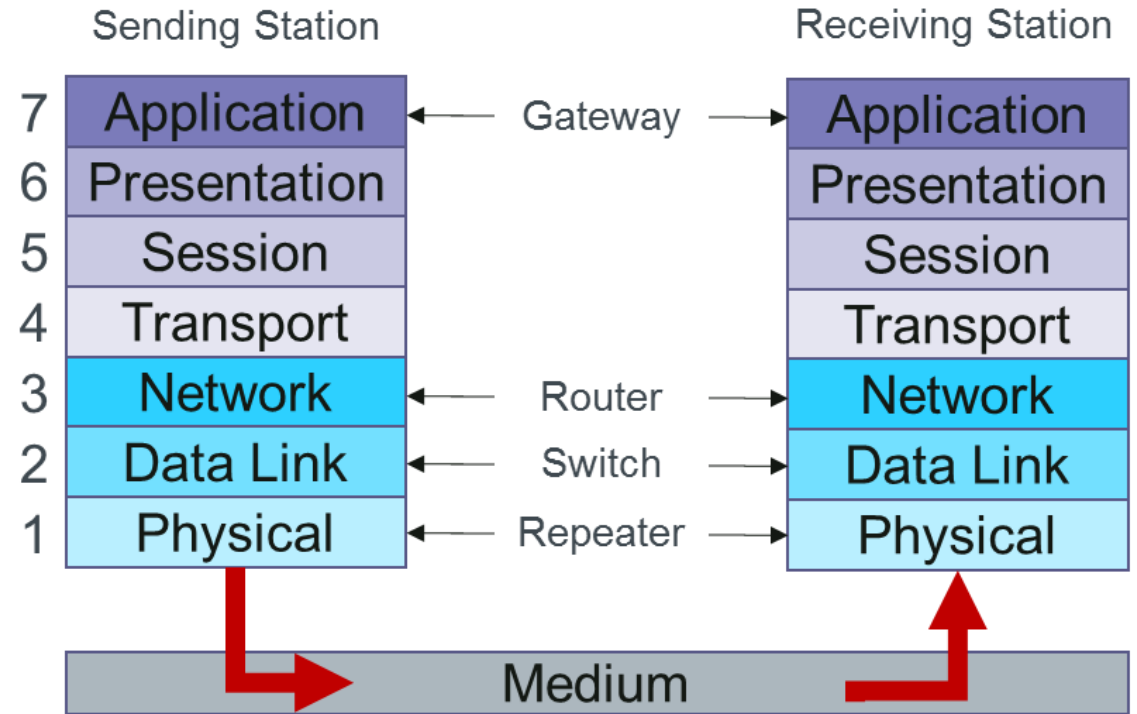 Sending Station
Receiving Station
7 Application Gateway Application
6 Presentation Presentation
5 Session Session
4 Transport Transport
3 Network Router Network
2 Data Link Switch Data Link
1 Physical Repeater Physical
Medium